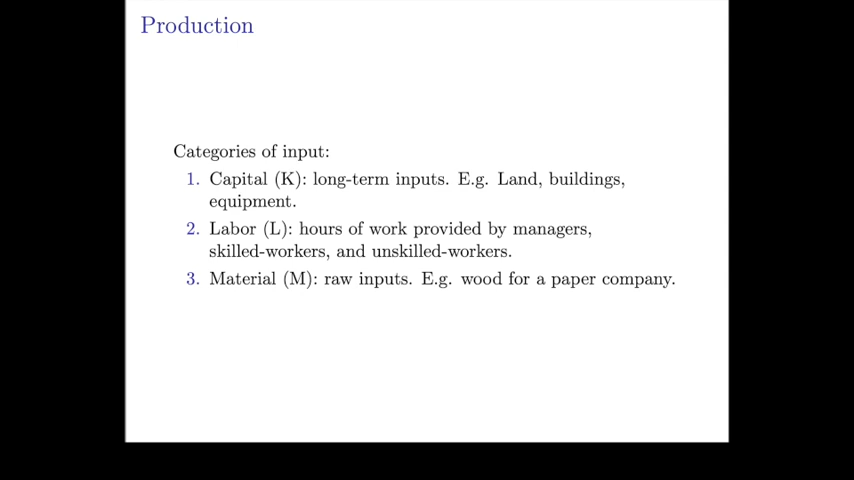 Production
Categories of input:
1. Capital (K): long-term inputs. E.g. Land, buildings,
equipment.
2. Labor (L): hours of work provided by managers,
skilled-workers, and unskilled-workers.
3. Material (M): raw inputs. E.g. wood for a paper company.